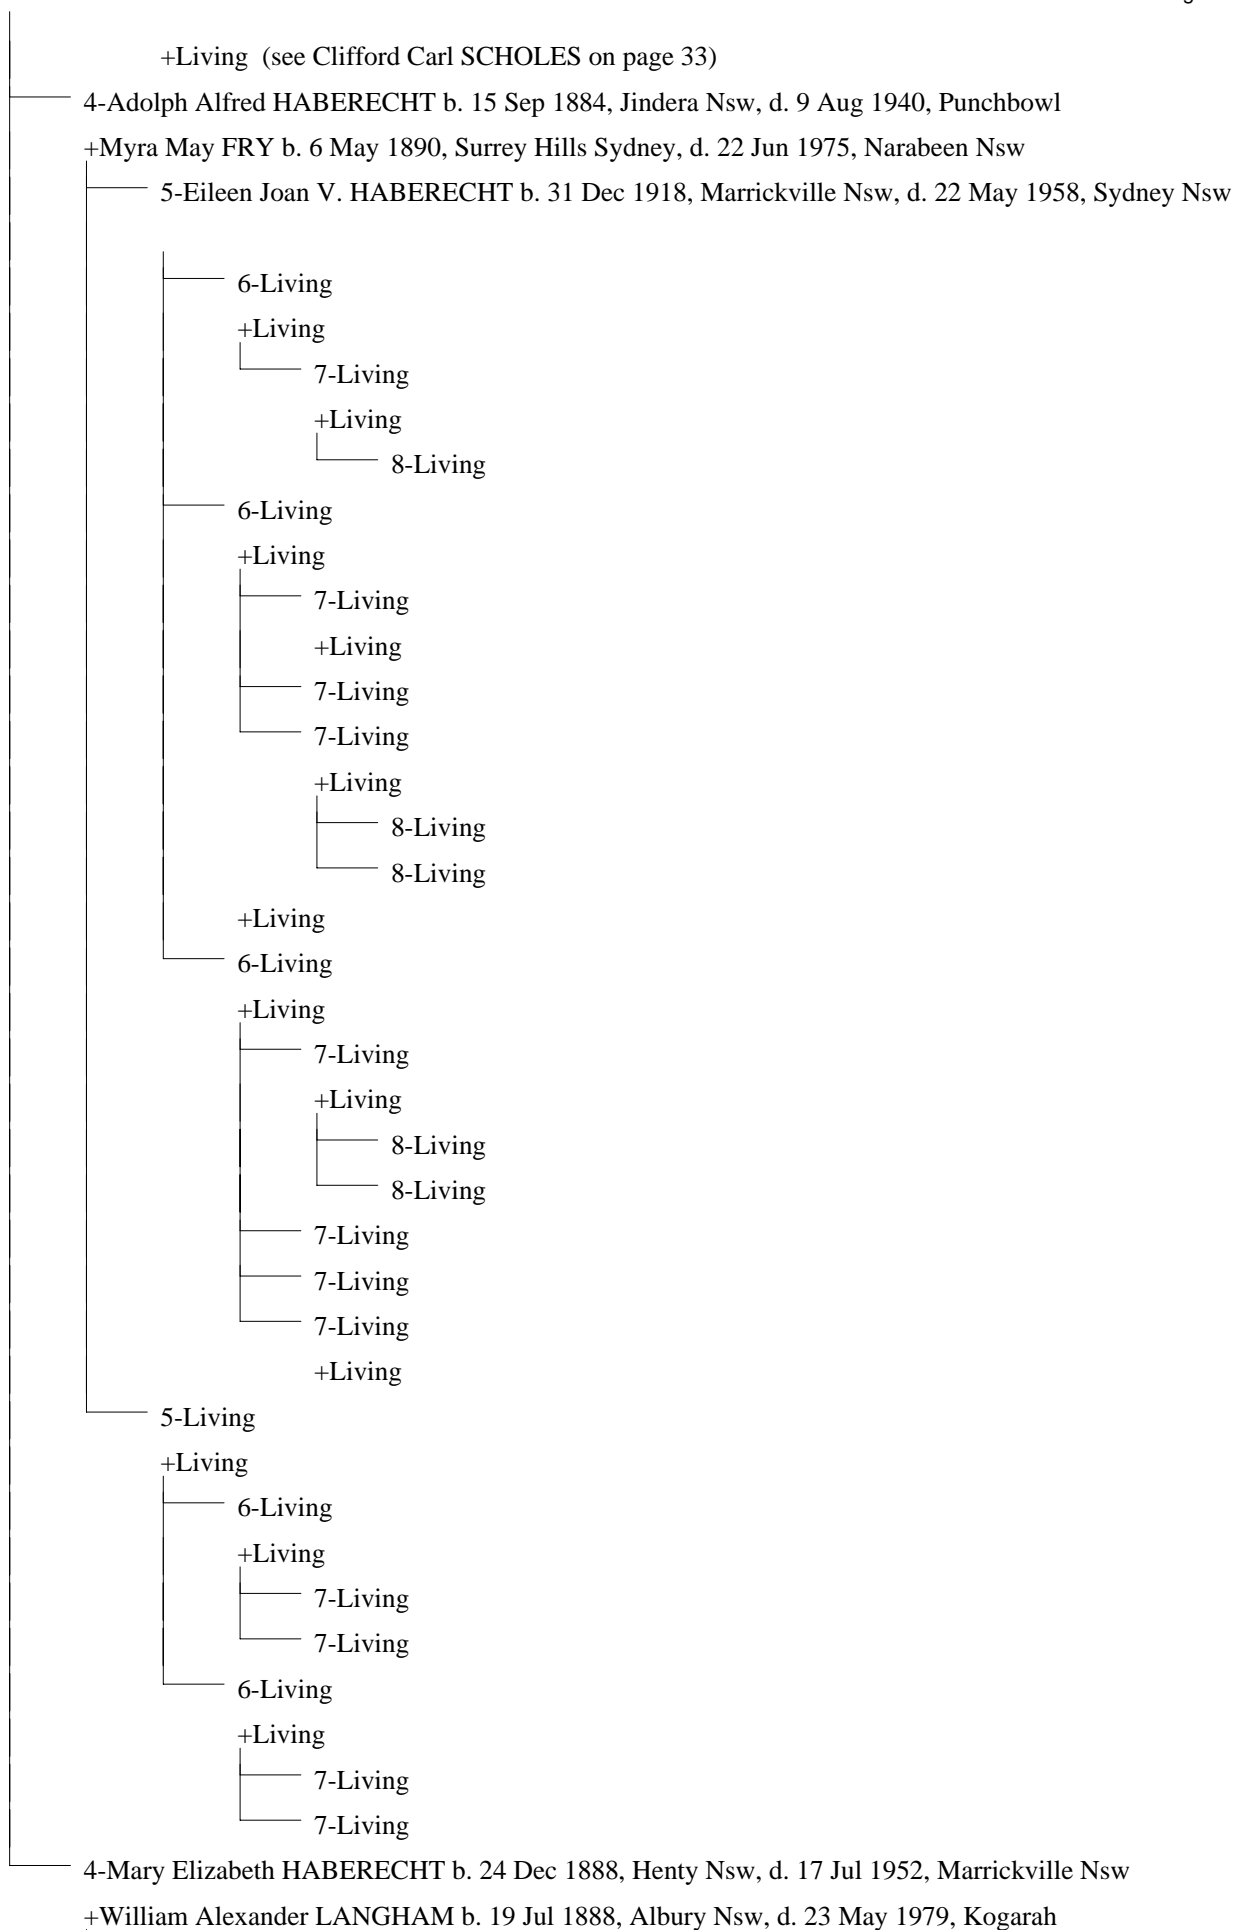 +Living (see Clifford Carl SCHOLES on page 33)
4-Adolph Alfred HABERECHT b. 15 Sep 1884, Jindera Nsw, d. 9 Aug 1940, Punchbowl
+Myra May FRY b. 6 May 1890, Surrey Hills Sydney, d. 22 Jun 1975, Narabeen Nsw
5-Eileen Joan V. HABERECHT b. 31 Dec 1918, Marrickville Nsw, d. 22 May 1958, Sydney Nsw
6-Living
+Living
7-Living
+Living
8-Living
6-Living
+Living
7-Living
+Living
7-Living
7-Living
+Living
8-Living
8-Living
+Living
6-Living
+Living
7-Living
+Living
8-Living
8-Living
7-Living
7-Living
7-Living
+Living
5-Living
+Living
6-Living
+Living
7-Living
7-Living
6-Living
+Living
7-Living
7-Living
4-Mary Elizabeth HABERECHT b. 24 Dec 1888, Henty Nsw, d. 17 Jul 1952, Marrickville Nsw
+William Alexander LANGHAM b. 19 Jul 1888, Albury Nsw, d. 23 May 1979, Kogarah